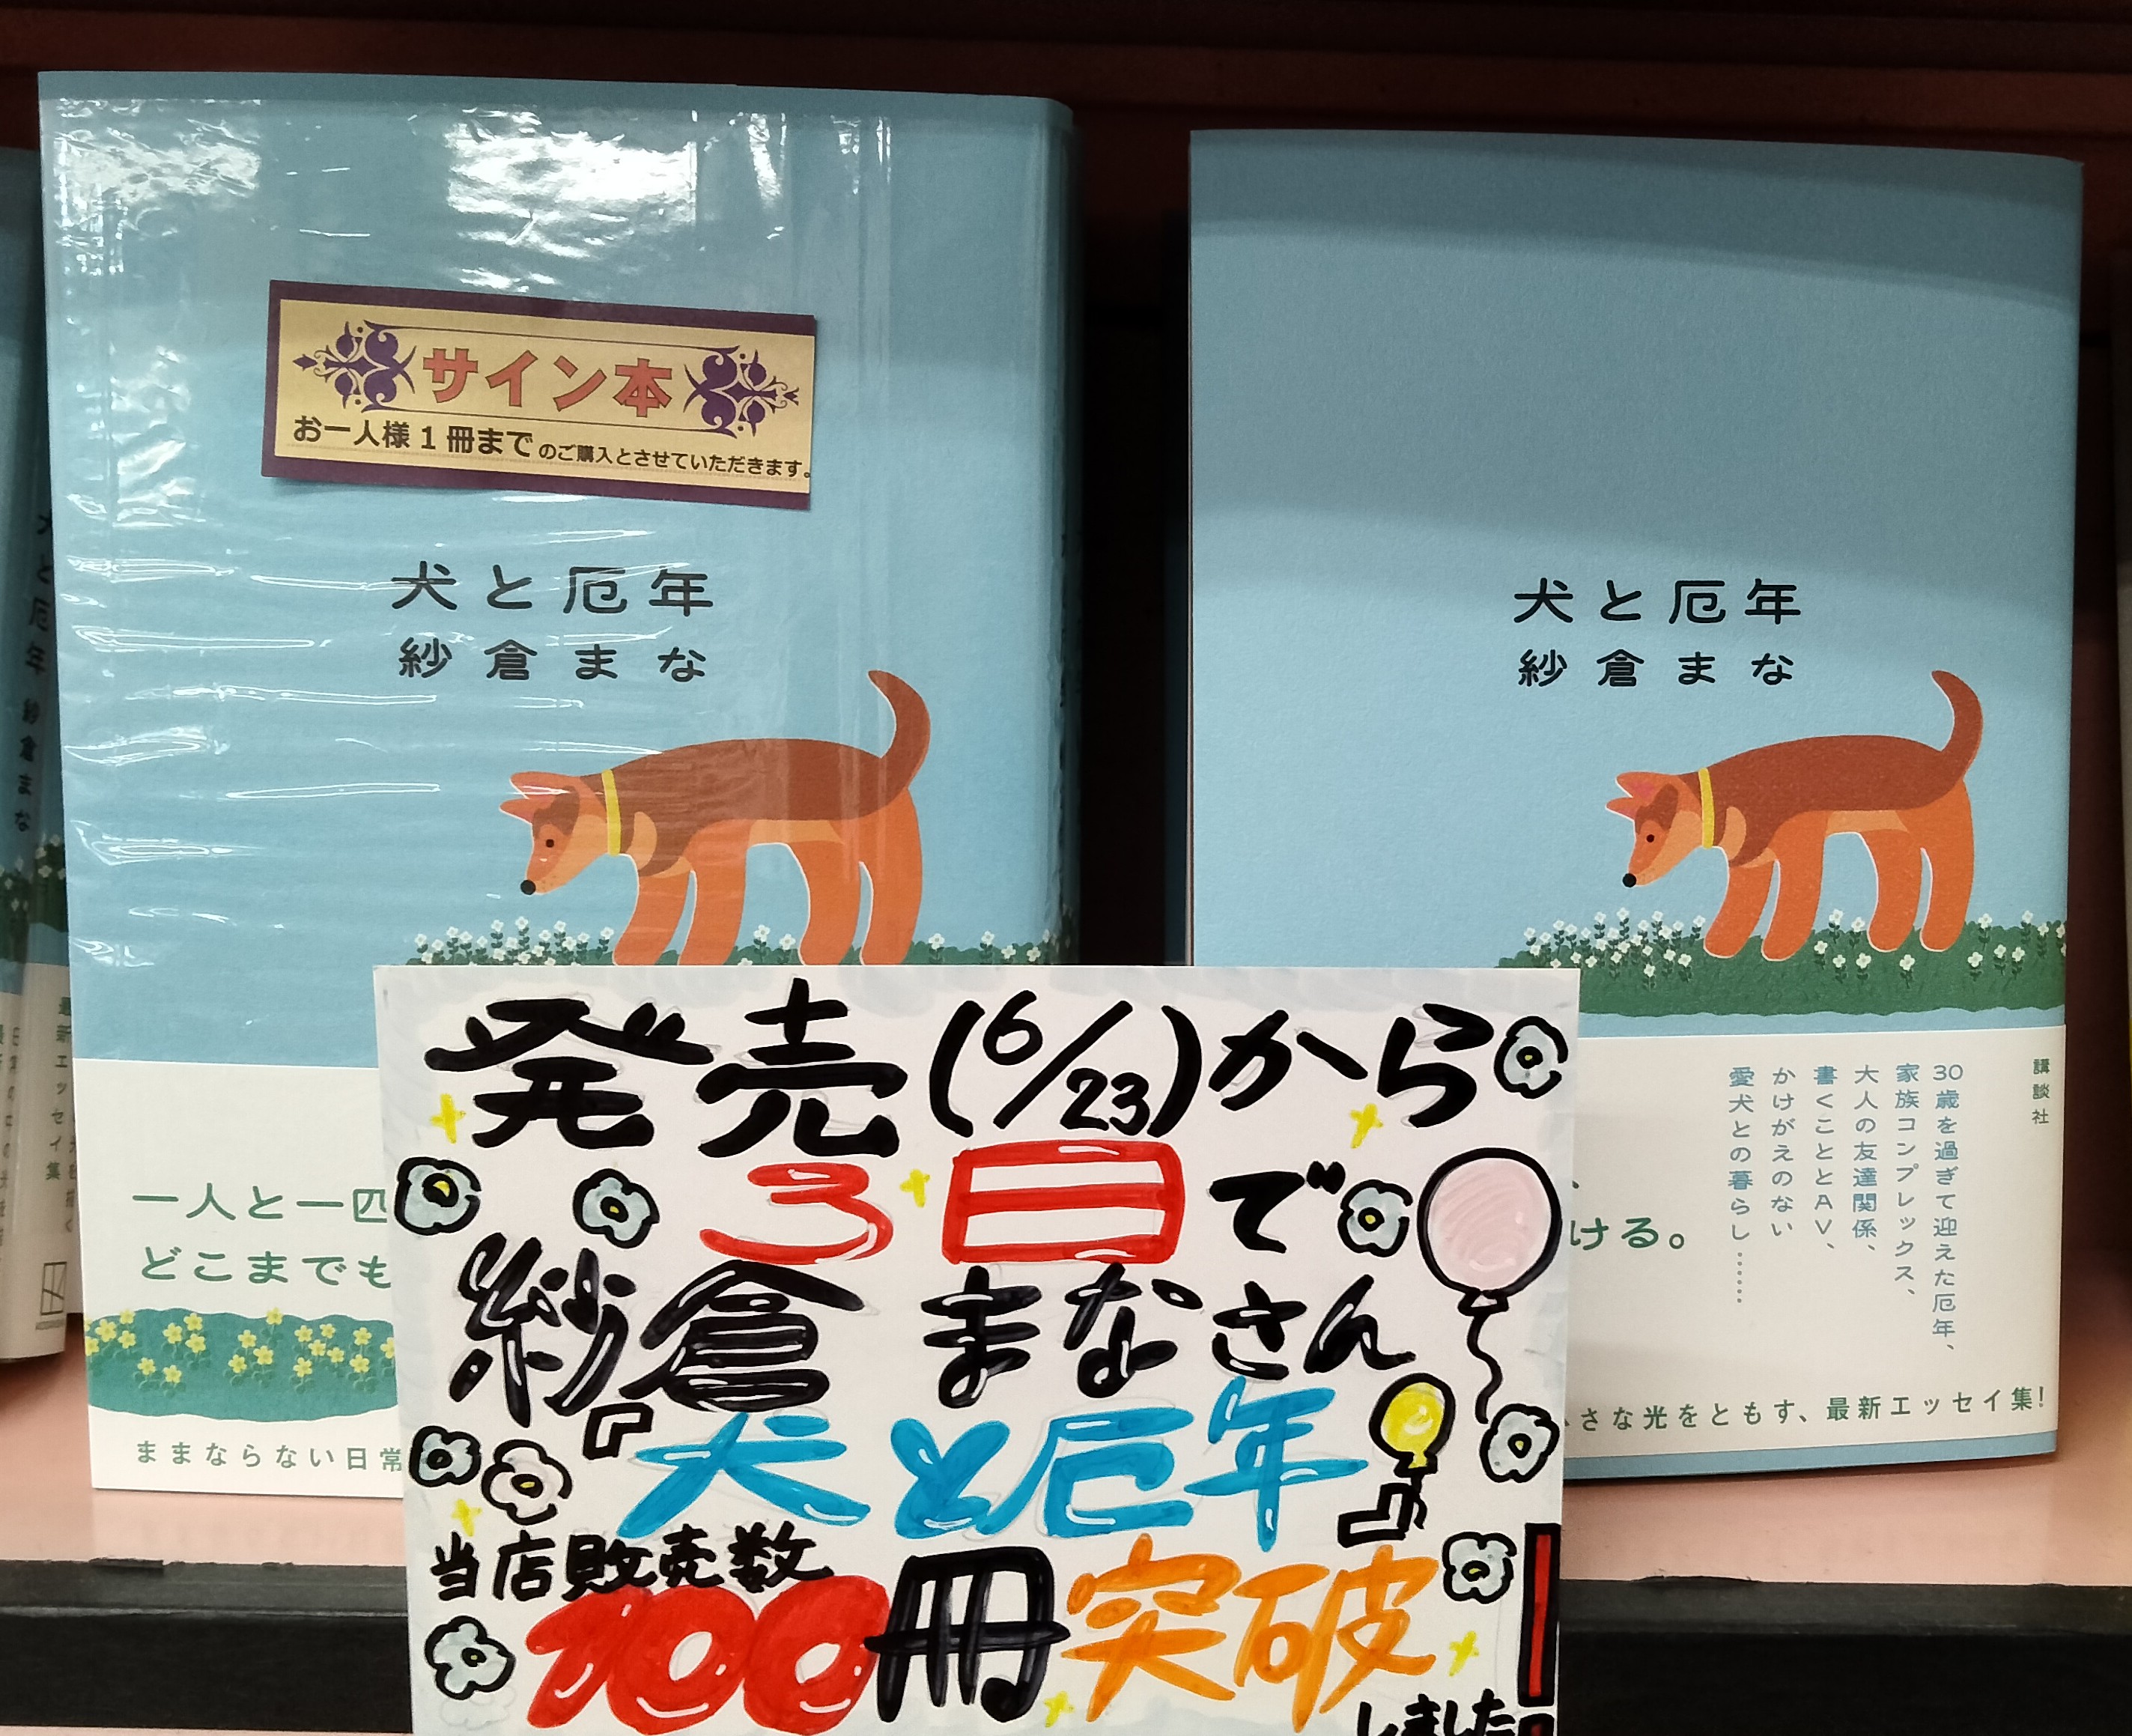 サイン本
お一人様1冊までのご購入とさせていただきます。
犬と厄年
紗倉まな
一人と一匹
どこまでも
ままならない日常
犬と厄年
紗倉まな
講談社
30歳を過ぎて迎えた厄年、
家族コンプレックス、
大人の友達関係、
書くこととAV、
かけがえのない
愛犬との暮らし……
ける。
さな光をともす、最新エッセイ集!
発売(6/23)から
3日で
紗倉まなさん
『犬と厄年』
当店販売数
100冊突破
しました!
犬と厄年 紗倉まな
最新エッセイ集